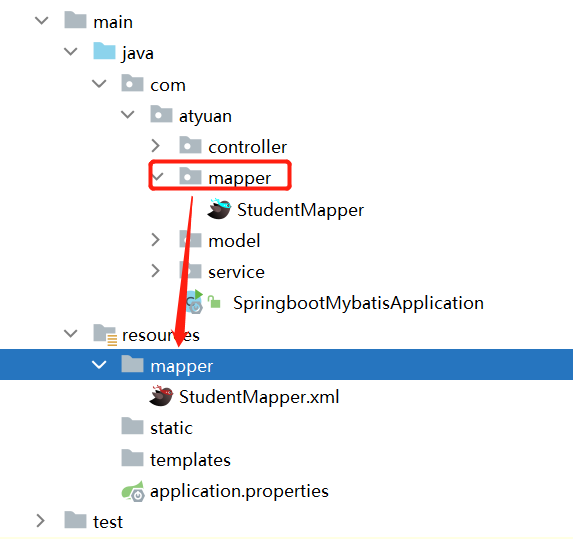 main
java
com
atyuan
controller
mapper
StudentMapper
model
service
SpringbootMybatisApplication
resources
mapper
StudentMapper.xml
static
templates
application.properties
test